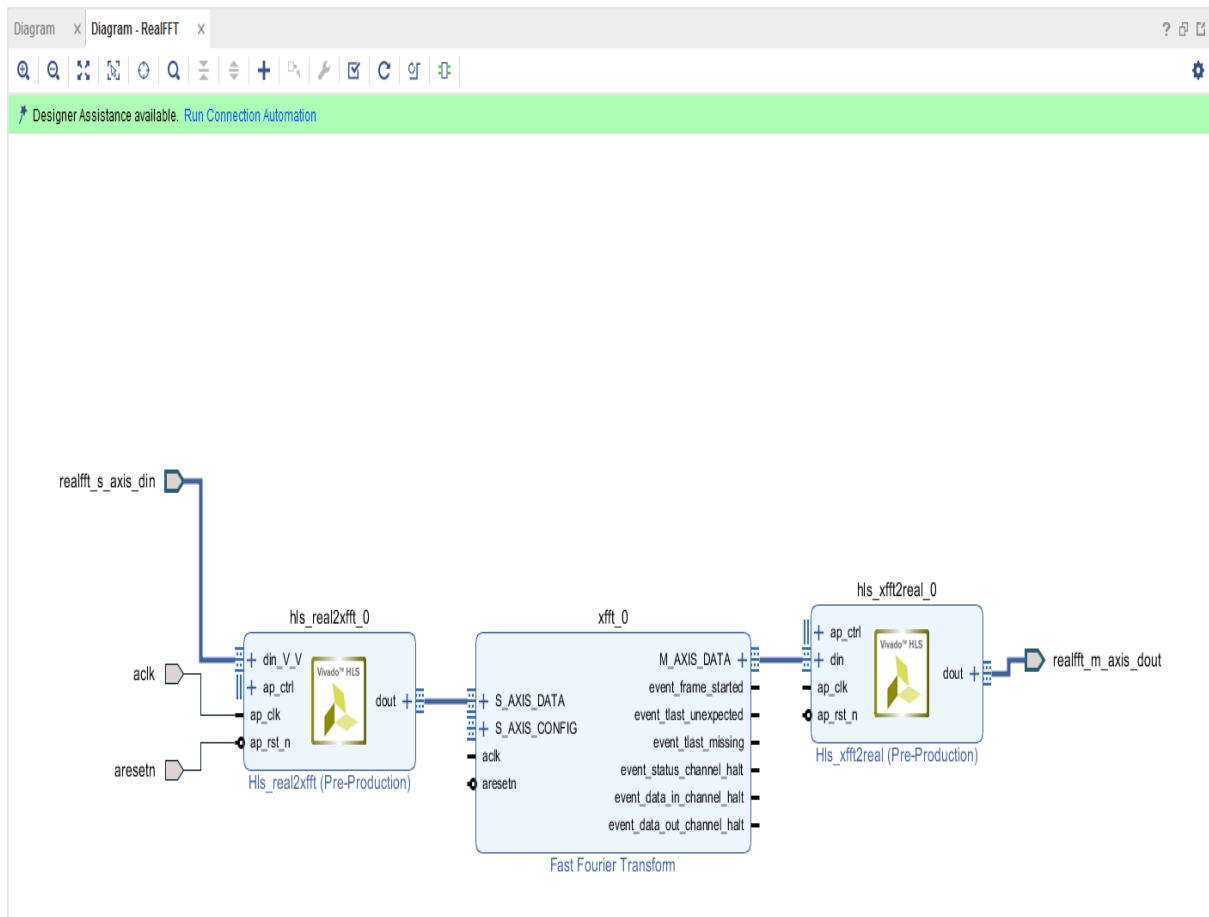 Diagram × Diagram - RealFFT ×
Designer Assistance available. Run Connection Automation
realfft_s_axis_din
aclk
aresetn
hls_real2xfft_0
din_V_V
ap_ctrl
ap_clk
ap_rst_n
Vivado™ HLS
dout
Hls_real2xfft (Pre-Production)
xfft_0
S_AXIS_DATA
S_AXIS_CONFIG
aclk
aresetn
M_AXIS_DATA
event_frame_started
event_tlast_unexpected
event_tlast_missing
event_status_channel_halt
event_data_in_channel_halt
event_data_out_channel_halt
Fast Fourier Transform
hls_xfft2real_0
ap_ctrl
din
ap_clk
ap_rst_n
Vivado™ HLS
dout
Hls_xfft2real (Pre-Production)
realfft_m_axis_dout